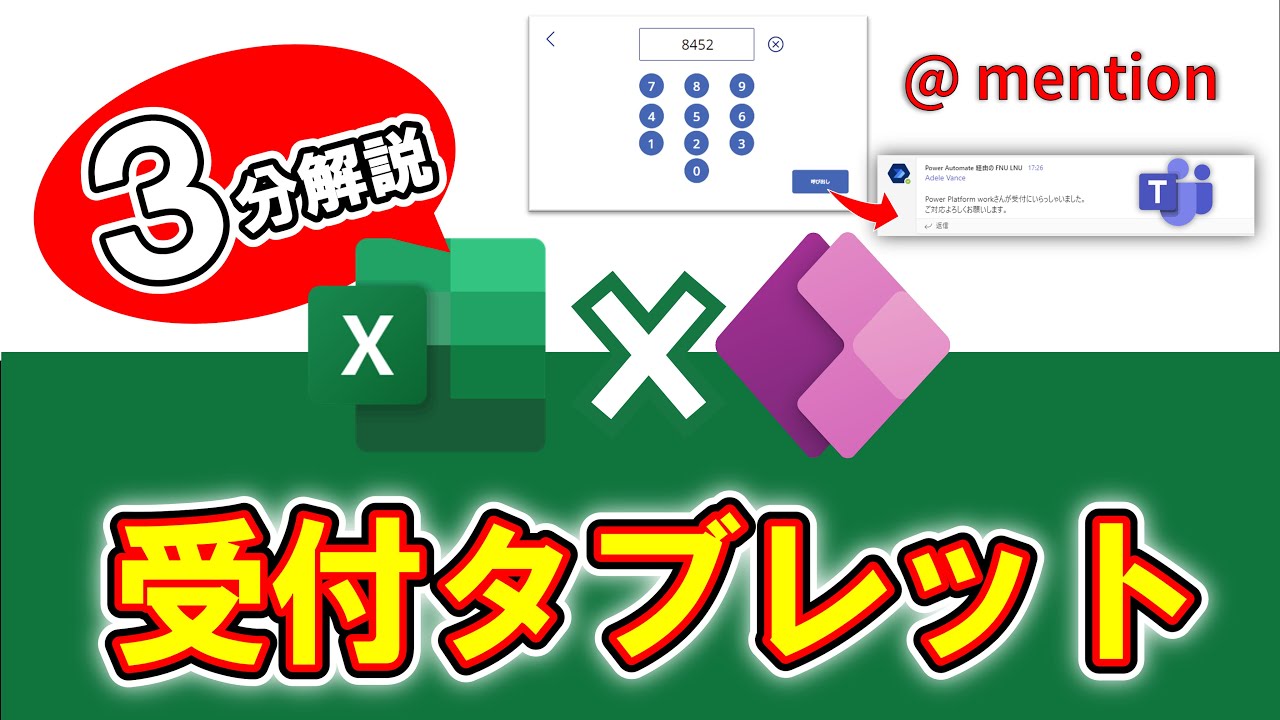 3分解説
8452
7 8 9
4 5 6
1 2 3
0
呼び出し
@ mention
Power Automate 経由の FNU LNU 17:26
Adele Vance
Power Platform workさんが受付にいらっしゃいました。
ご対応よろしくお願いします。
返信
T
X
X
受付タブレット